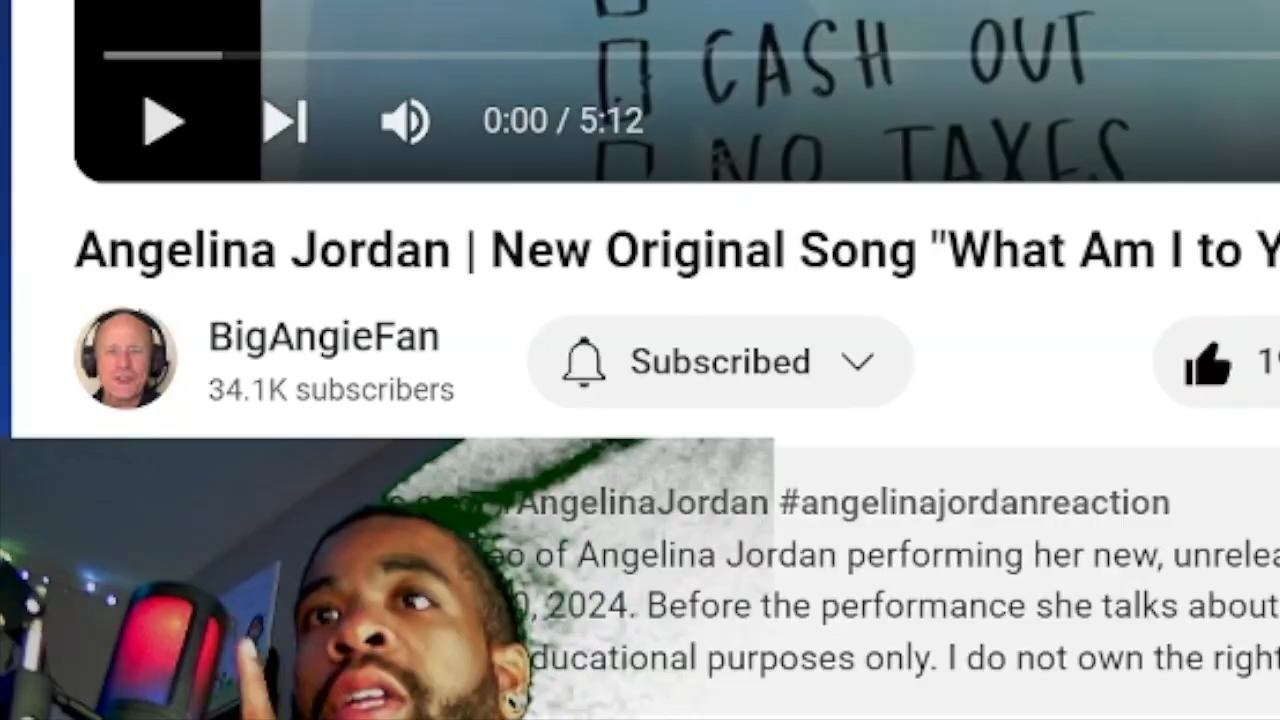 CASH OUT
NO TAXES
0:00 / 5:12
Angelina Jordan | New Original Song "What Am I to Y
BigAngieFan
34.1K subscribers
Subscribed
AngelinaJordan #angelinajordanreaction
of Angelina Jordan performing her new, unrelea
, 2024. Before the performance she talks about
ducational purposes only. I do not own the right